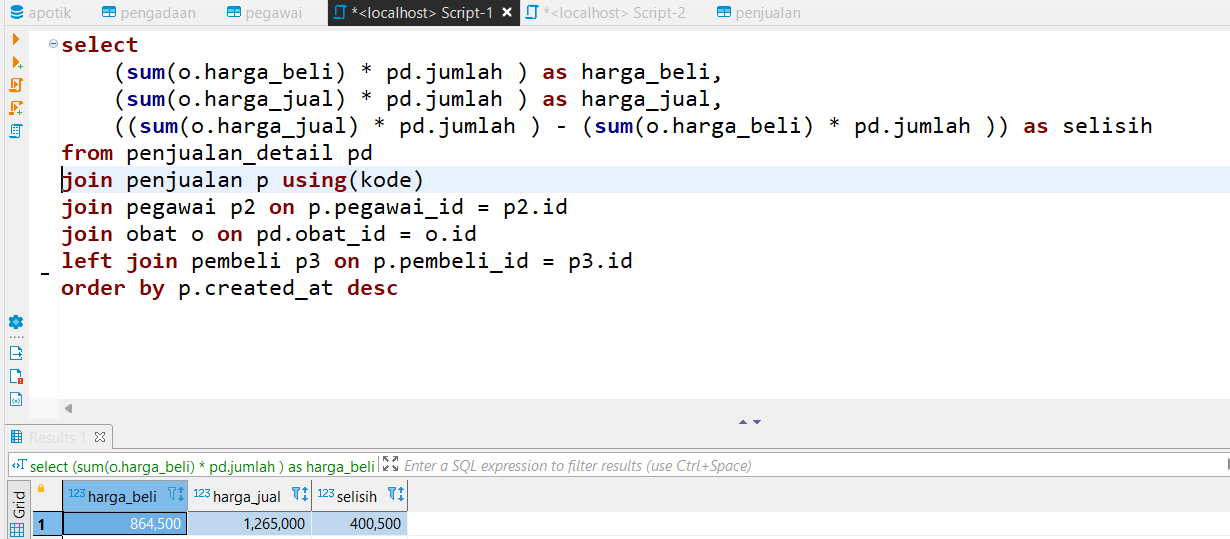 apotik pengadaan pegawai *<localhost> Script-1 *<localhost> Script-2 penjualan
select
(sum(o.harga_beli) * pd.jumlah ) as harga_beli,
(sum(o.harga_jual) * pd.jumlah ) as harga_jual,
((sum(o.harga_jual) * pd.jumlah ) - (sum(o.harga_beli) * pd.jumlah )) as selisih
from penjualan_detail pd
join penjualan p using(kode)
join pegawai p2 on p.pegawai_id = p2.id
join obat o on pd.obat_id = o.id
left join pembeli p3 on p.pembeli_id = p3.id
order by p.created_at desc
Results 1
select (sum(o.harga_beli) * pd.jumlah ) as harga_beli Enter a SQL expression to filter results (use Ctrl+Space)
Grid
123 harga_beli 123 harga_jual 123 selisih
1 864,500 1,265,000 400,500